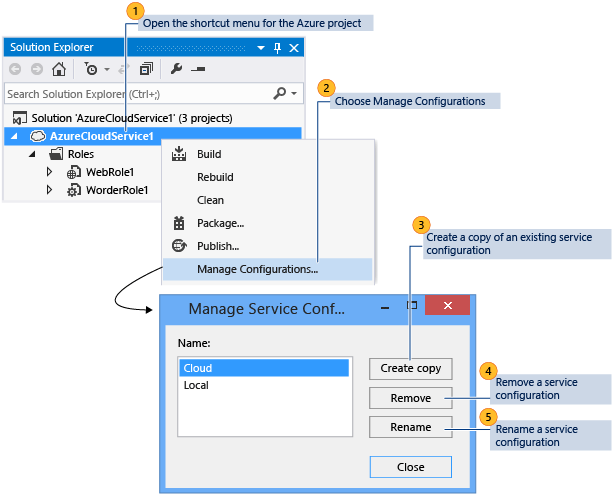 1
Open the shortcut menu for the Azure project
Solution Explorer
Search Solution Explorer (Ctrl+;)
2
Choose Manage Configurations
Solution 'AzureCloudService1' (3 projects)
AzureCloudService1
Roles
WebRole1
WorderRole1
Build
Rebuild
Clean
Package...
Publish...
Manage Configurations...
3
Create a copy of an existing service
configuration
Manage Service Conf...
Name:
Cloud
Local
Create copy
Remove
Rename
Close
4
Remove a service
configuration
5
Rename a service
configuration